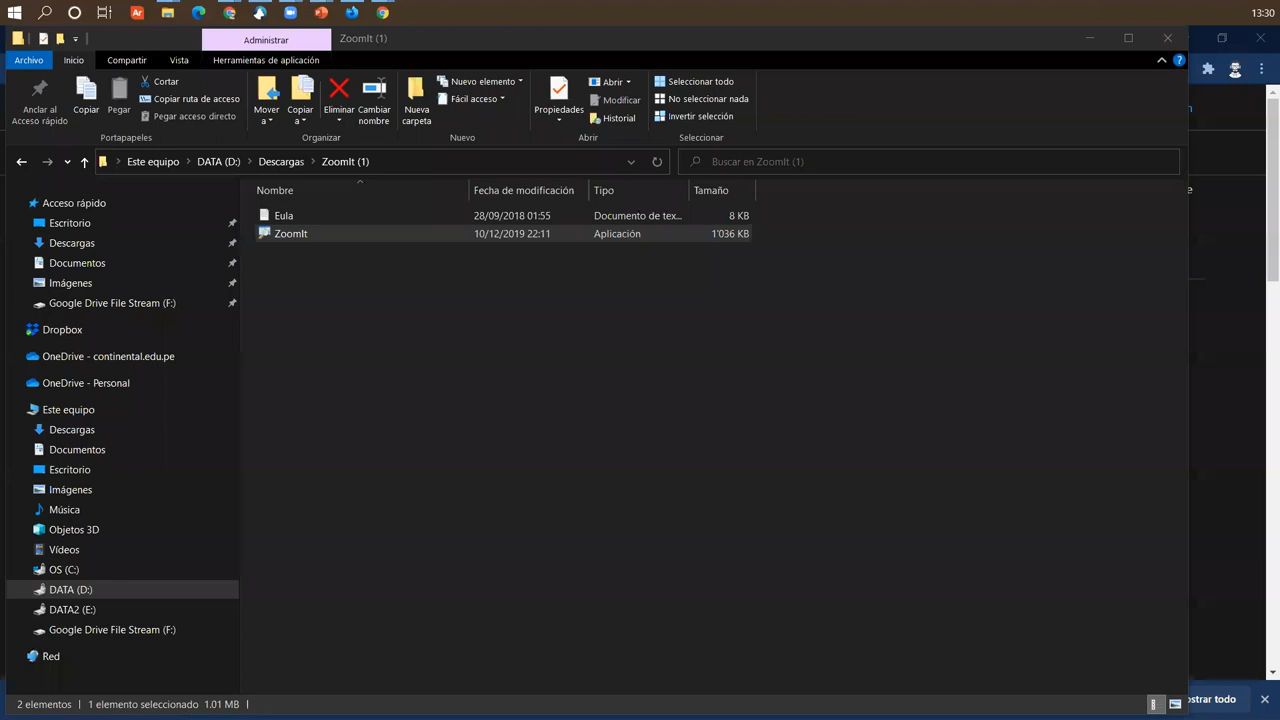 Ar
13:30
Administrar
ZoomIt (1)
Archivo
Inicio
Compartir
Vista
Herramientas de aplicación
?
Anclar al
Acceso rápido
Copiar
Pegar
Cortar
Copiar ruta de acceso
Pegar acceso directo
Portapapeles
Mover
a
Copiar
a
Eliminar
Cambiar
nombre
Organizar
Nueva
carpeta
Nuevo elemento
Fácil acceso
Nuevo
Propiedades
Abrir
Modificar
Historial
Abrir
Seleccionar todo
No seleccionar nada
Invertir selección
Seleccionar
Este equipo
DATA (D:)
Descargas
ZoomIt (1)
Buscar en ZoomIt (1)
Nombre
Fecha de modificación
Tipo
Tamaño
Eula 28/09/2018 01:55 Documento de tex... 8 KB
ZoomIt 10/12/2019 22:11 Aplicación 1'036 KB
Acceso rápido
Escritorio
Descargas
Documentos
Imágenes
Google Drive File Stream (F:)
Dropbox
OneDrive - continental.edu.pe
OneDrive - Personal
Este equipo
Descargas
Documentos
Escritorio
Imágenes
Música
Objetos 3D
Vídeos
OS (C:)
DATA (D:)
DATA2 (E:)
Google Drive File Stream (F:)
Red
2 elementos
1 elemento seleccionado 1.01 MB
ostrar todo